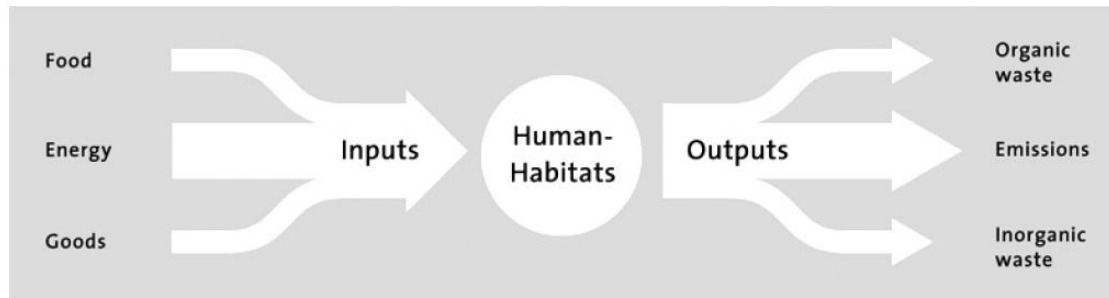 Food
Energy
Goods
Inputs
Human-
Habitats
Outputs
Organic
waste
Emissions
Inorganic
waste